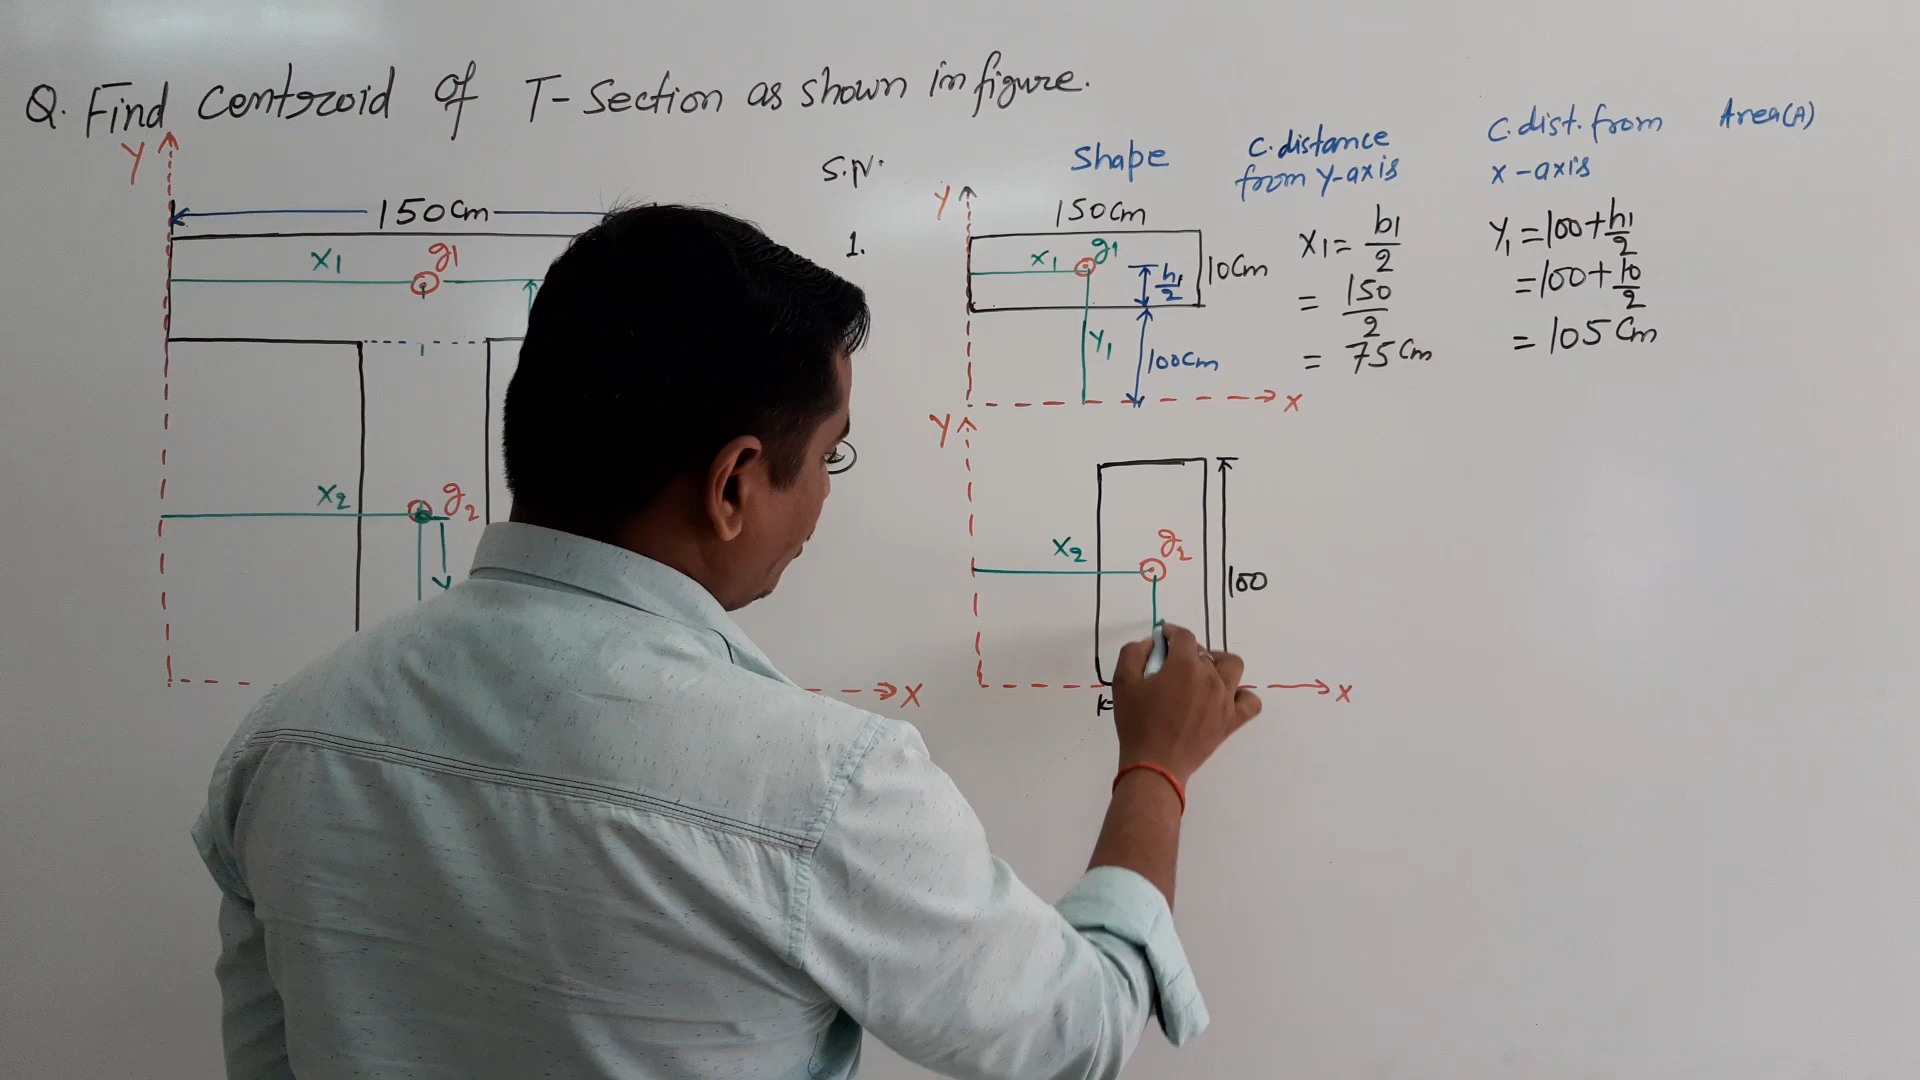 Q. Find Centroid of T-Section as shown in figure.
Y
150Cm
X1
g1
X2
g2
X
S.N.
Shape
C.distance
from Y-axis
C.dist. from
x-axis
Area(A)
1.
Y
150Cm
X1
g1
h1/2
10Cm
Y1
100Cm
X
X1 = b1/2
= 150/2
= 75 Cm
Y1 = 100 + h1/2
= 100 + 10/2
= 105 Cm
Y
X2
g2
100
X